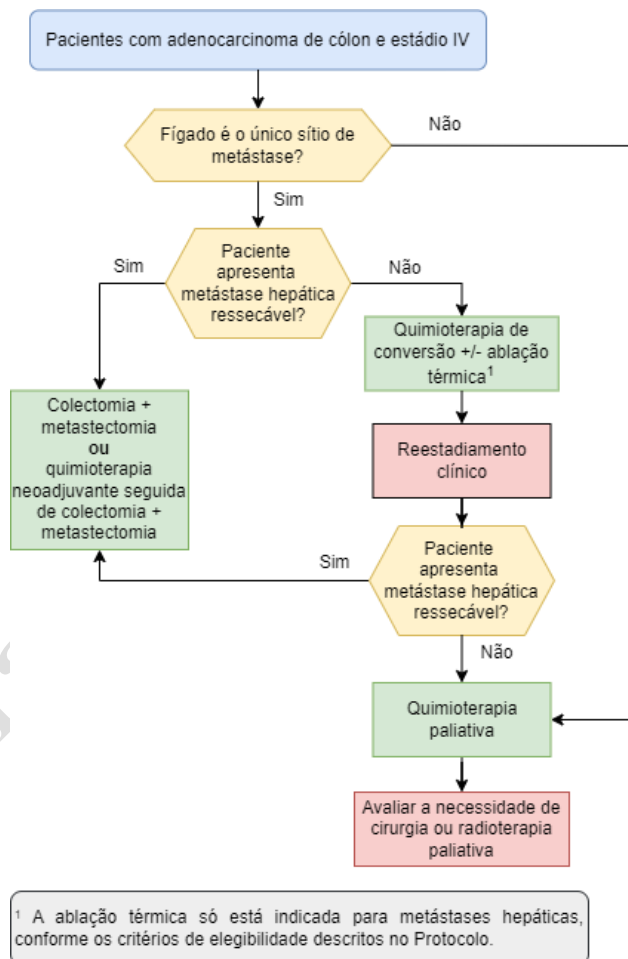 Pacientes com adenocarcinoma de cólon e estádio IV
Fígado é o único sítio de
metástase?
Não
Sim
Paciente
apresenta
metástase hepática
ressecável?
Sim
Não
Quimioterapia de
conversão +/- ablação
térmica¹
Colectomia +
metastectomia
ou
quimioterapia
neoadjuvante seguida
de colectomia +
metastectomia
Reestadiamento
clínico
Paciente
apresenta
metástase hepática
ressecável?
Sim
Não
Quimioterapia
paliativa
Avaliar a necessidade de
cirurgia ou radioterapia
paliativa
¹ A ablação térmica só está indicada para metástases hepáticas,
conforme os critérios de elegibilidade descritos no Protocolo.